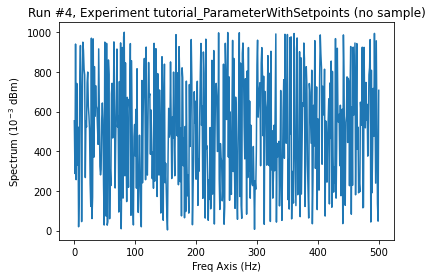 Run #4, Experiment tutorial_ParameterWithSetpoints (no sample)
1000
800
600
400
200
0
Spectrum (10⁻³ dBm)
0 100 200 300 400 500
Freq Axis (Hz)